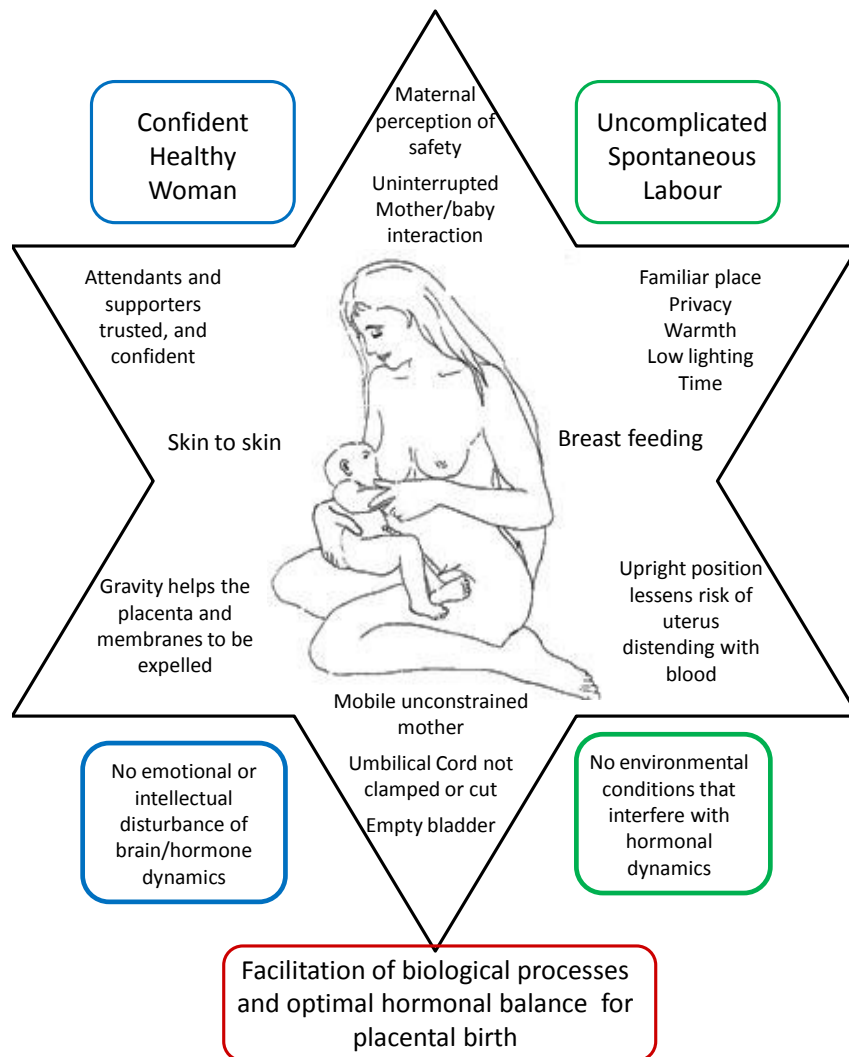 Confident
Healthy
Woman
Maternal
perception of
safety
Uninterrupted
Mother/baby
interaction
Uncomplicated
Spontaneous
Labour
Attendants and
supporters
trusted, and
confident
Familiar place
Privacy
Warmth
Low lighting
Time
Skin to skin
Breast feeding
Gravity helps the
placenta and
membranes to be
expelled
Upright position
lessens risk of
uterus
distending with
blood
Mobile unconstrained
mother
Umbilical Cord not
clamped or cut
Empty bladder
No emotional or
intellectual
disturbance of
brain/hormone
dynamics
No environmental
conditions that
interfere with
hormonal
dynamics
Facilitation of biological processes
and optimal hormonal balance for
placental birth